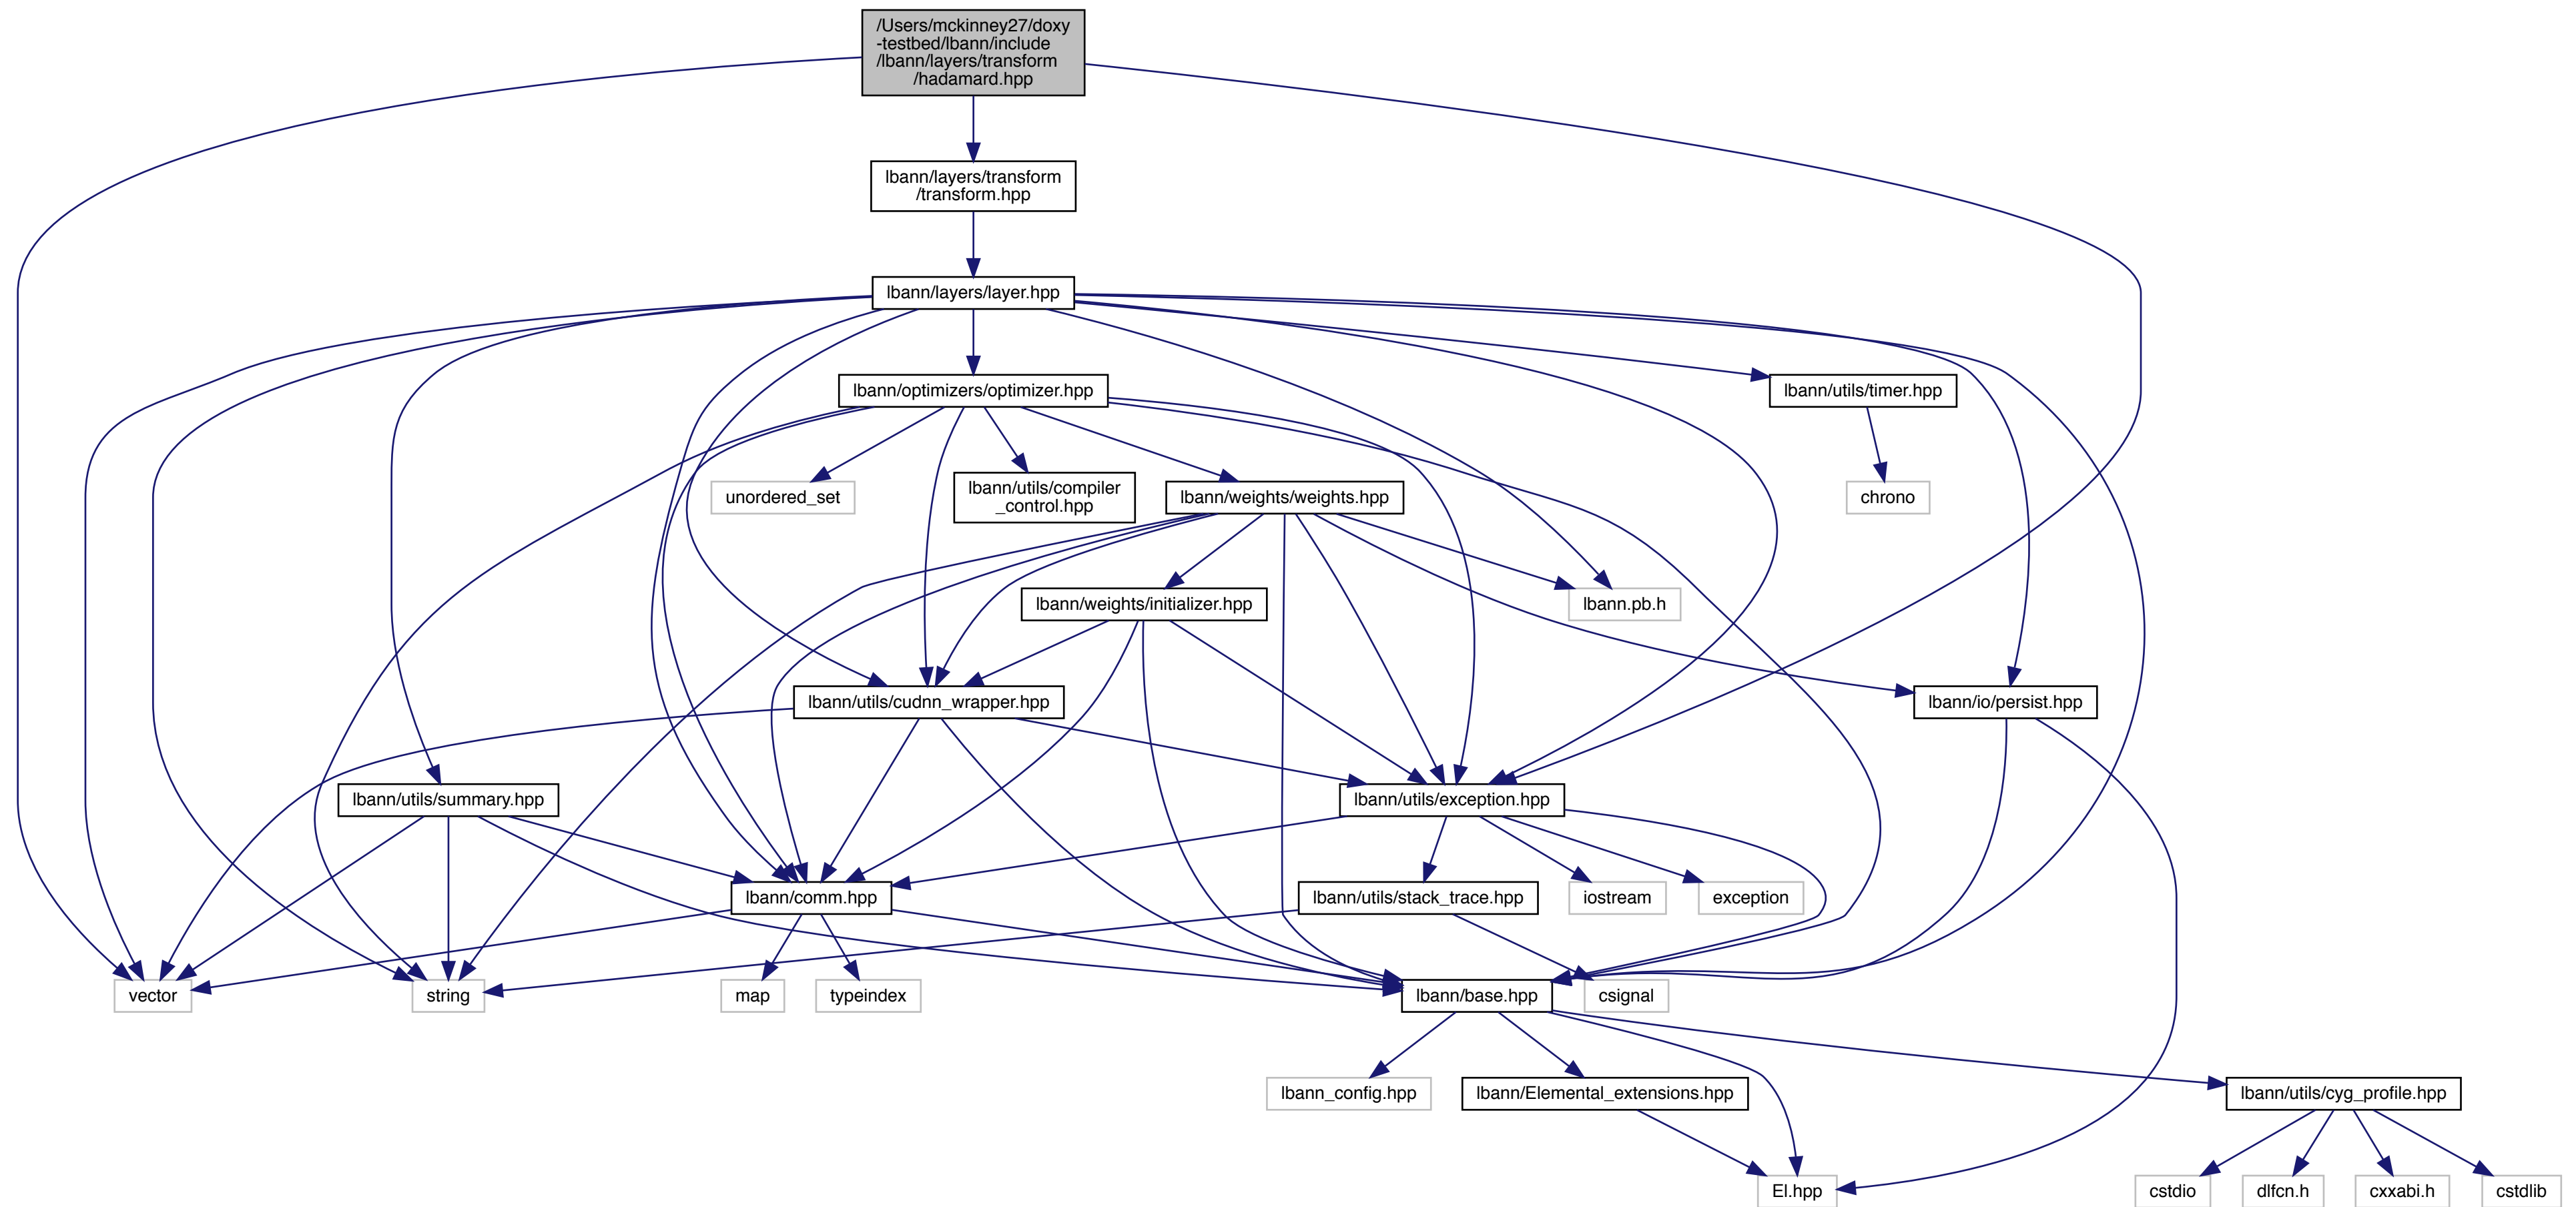 /Users/mckinney27/doxy
-testbed/lbann/include
/lbann/layers/transform
/hadamard.hpp
lbann/layers/transform
/transform.hpp
lbann/layers/layer.hpp
lbann/optimizers/optimizer.hpp
lbann/utils/timer.hpp
unordered_set
lbann/utils/compiler
_control.hpp
lbann/weights/weights.hpp
chrono
lbann/weights/initializer.hpp
lbann.pb.h
lbann/utils/cudnn_wrapper.hpp
lbann/io/persist.hpp
lbann/utils/summary.hpp
lbann/utils/exception.hpp
lbann/comm.hpp
lbann/utils/stack_trace.hpp
iostream
exception
vector
string
map
typeindex
lbann/base.hpp
csignal
lbann_config.hpp
lbann/Elemental_extensions.hpp
lbann/utils/cyg_profile.hpp
El.hpp
cstdio
dlfcn.h
cxxabi.h
cstdlib